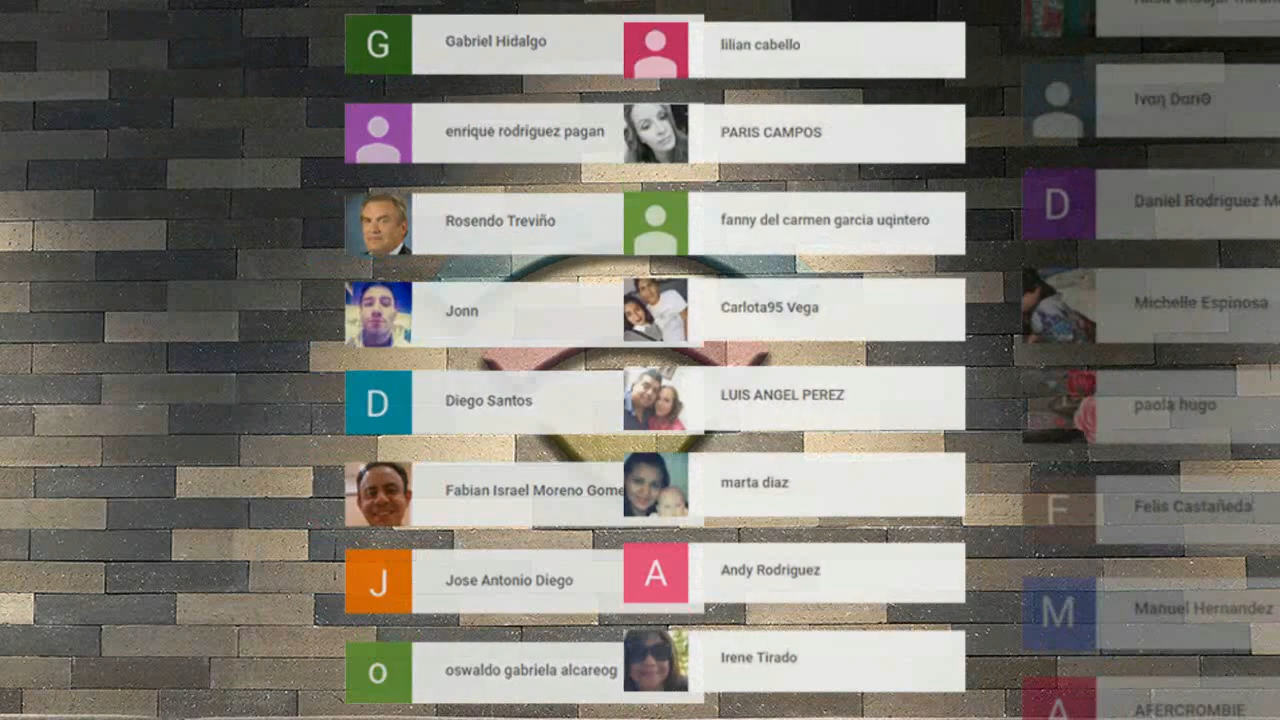 G
Gabriel Hidalgo
enrique rodriguez pagan
Rosendo Treviño
Jonn
D
Diego Santos
Fabian Israel Moreno Gome
J
Jose Antonio Diego
o
oswaldo gabriela alcareog
lilian cabello
PARIS CAMPOS
fanny del carmen garcia uqintero
Carlota95 Vega
LUIS ANGEL PEREZ
marta diaz
A
Andy Rodriguez
Irene Tirado
Ivaη DariӨ
D
Daniel Rodriguez M
Michelle Espinosa
paola hugo
F
Felis Castañeda
M
Manuel Hernandez
A
AFERCROMBIE